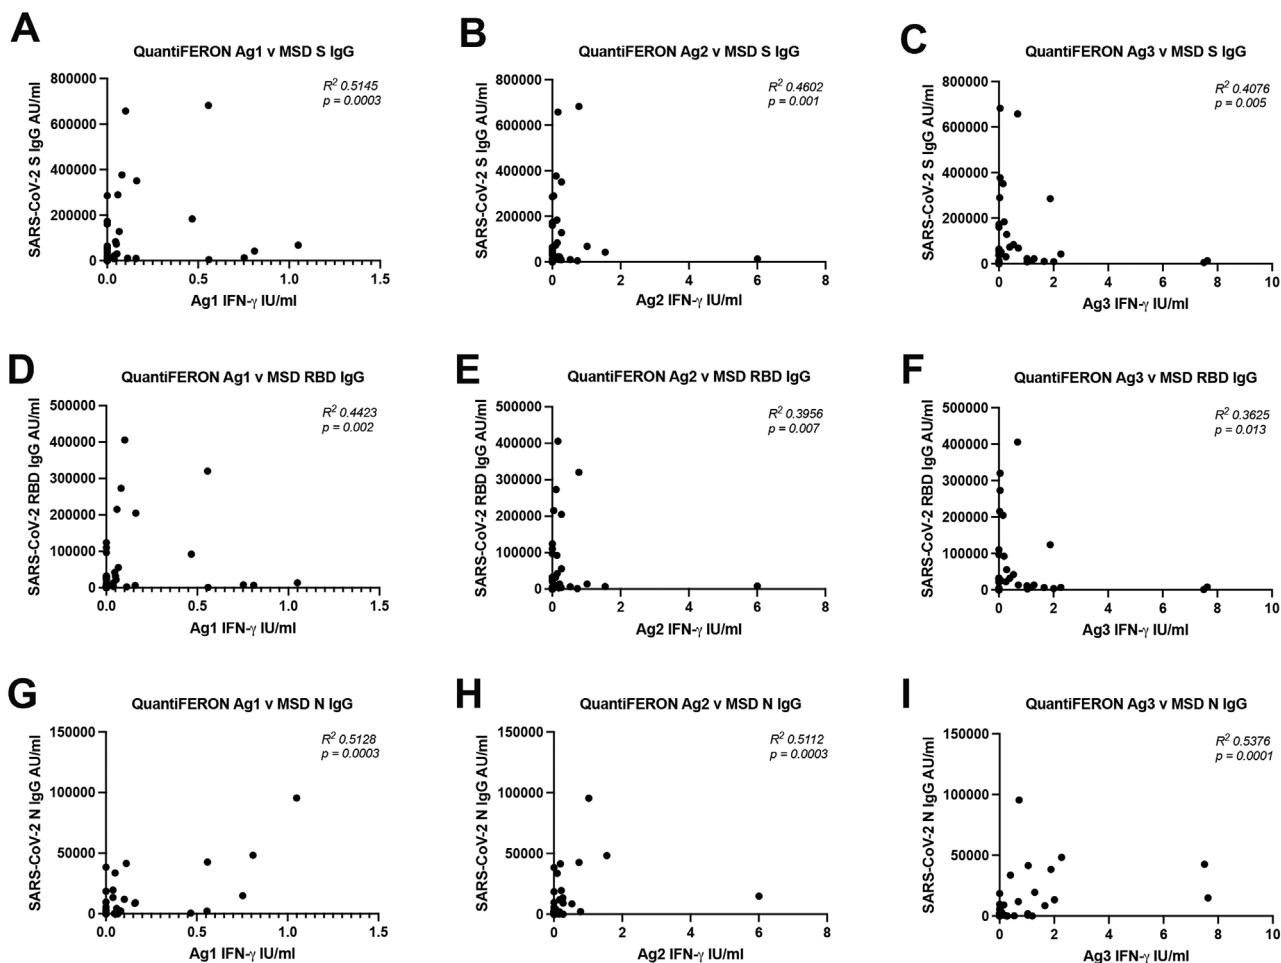 A
QuantiFERON Ag1 v MSD S IgG
R² 0.5145
p = 0.0003
SARS-CoV-2 S IgG AU/ml
800000
600000
400000
200000
0
0.0 0.5 1.0 1.5
Ag1 IFN-γ IU/ml
B
QuantiFERON Ag2 v MSD S IgG
R² 0.4602
p = 0.001
SARS-CoV-2 S IgG AU/ml
800000
600000
400000
200000
0
0 2 4 6 8
Ag2 IFN-γ IU/ml
C
QuantiFERON Ag3 v MSD S IgG
R² 0.4076
p = 0.005
SARS-CoV-2 S IgG AU/ml
800000
600000
400000
200000
0
0 2 4 6 8 10
Ag3 IFN-γ IU/ml
D
QuantiFERON Ag1 v MSD RBD IgG
R² 0.4423
p = 0.002
SARS-CoV-2 RBD IgG AU/ml
500000
400000
300000
200000
100000
0
0.0 0.5 1.0 1.5
Ag1 IFN-γ IU/ml
E
QuantiFERON Ag2 v MSD RBD IgG
R² 0.3956
p = 0.007
SARS-CoV-2 RBD IgG AU/ml
500000
400000
300000
200000
100000
0
0 2 4 6 8
Ag2 IFN-γ IU/ml
F
QuantiFERON Ag3 v MSD RBD IgG
R² 0.3625
p = 0.013
SARS-CoV-2 RBD IgG AU/ml
500000
400000
300000
200000
100000
0
0 2 4 6 8 10
Ag3 IFN-γ IU/ml
G
QuantiFERON Ag1 v MSD N IgG
R² 0.5128
p = 0.0003
SARS-CoV-2 N IgG AU/ml
150000
100000
50000
0
0.0 0.5 1.0 1.5
Ag1 IFN-γ IU/ml
H
QuantiFERON Ag2 v MSD N IgG
R² 0.5112
p = 0.0003
SARS-CoV-2 N IgG AU/ml
150000
100000
50000
0
0 2 4 6 8
Ag2 IFN-γ IU/ml
I
QuantiFERON Ag3 v MSD N IgG
R² 0.5376
p = 0.0001
SARS-CoV-2 N IgG AU/ml
150000
100000
50000
0
0 2 4 6 8 10
Ag3 IFN-γ IU/ml